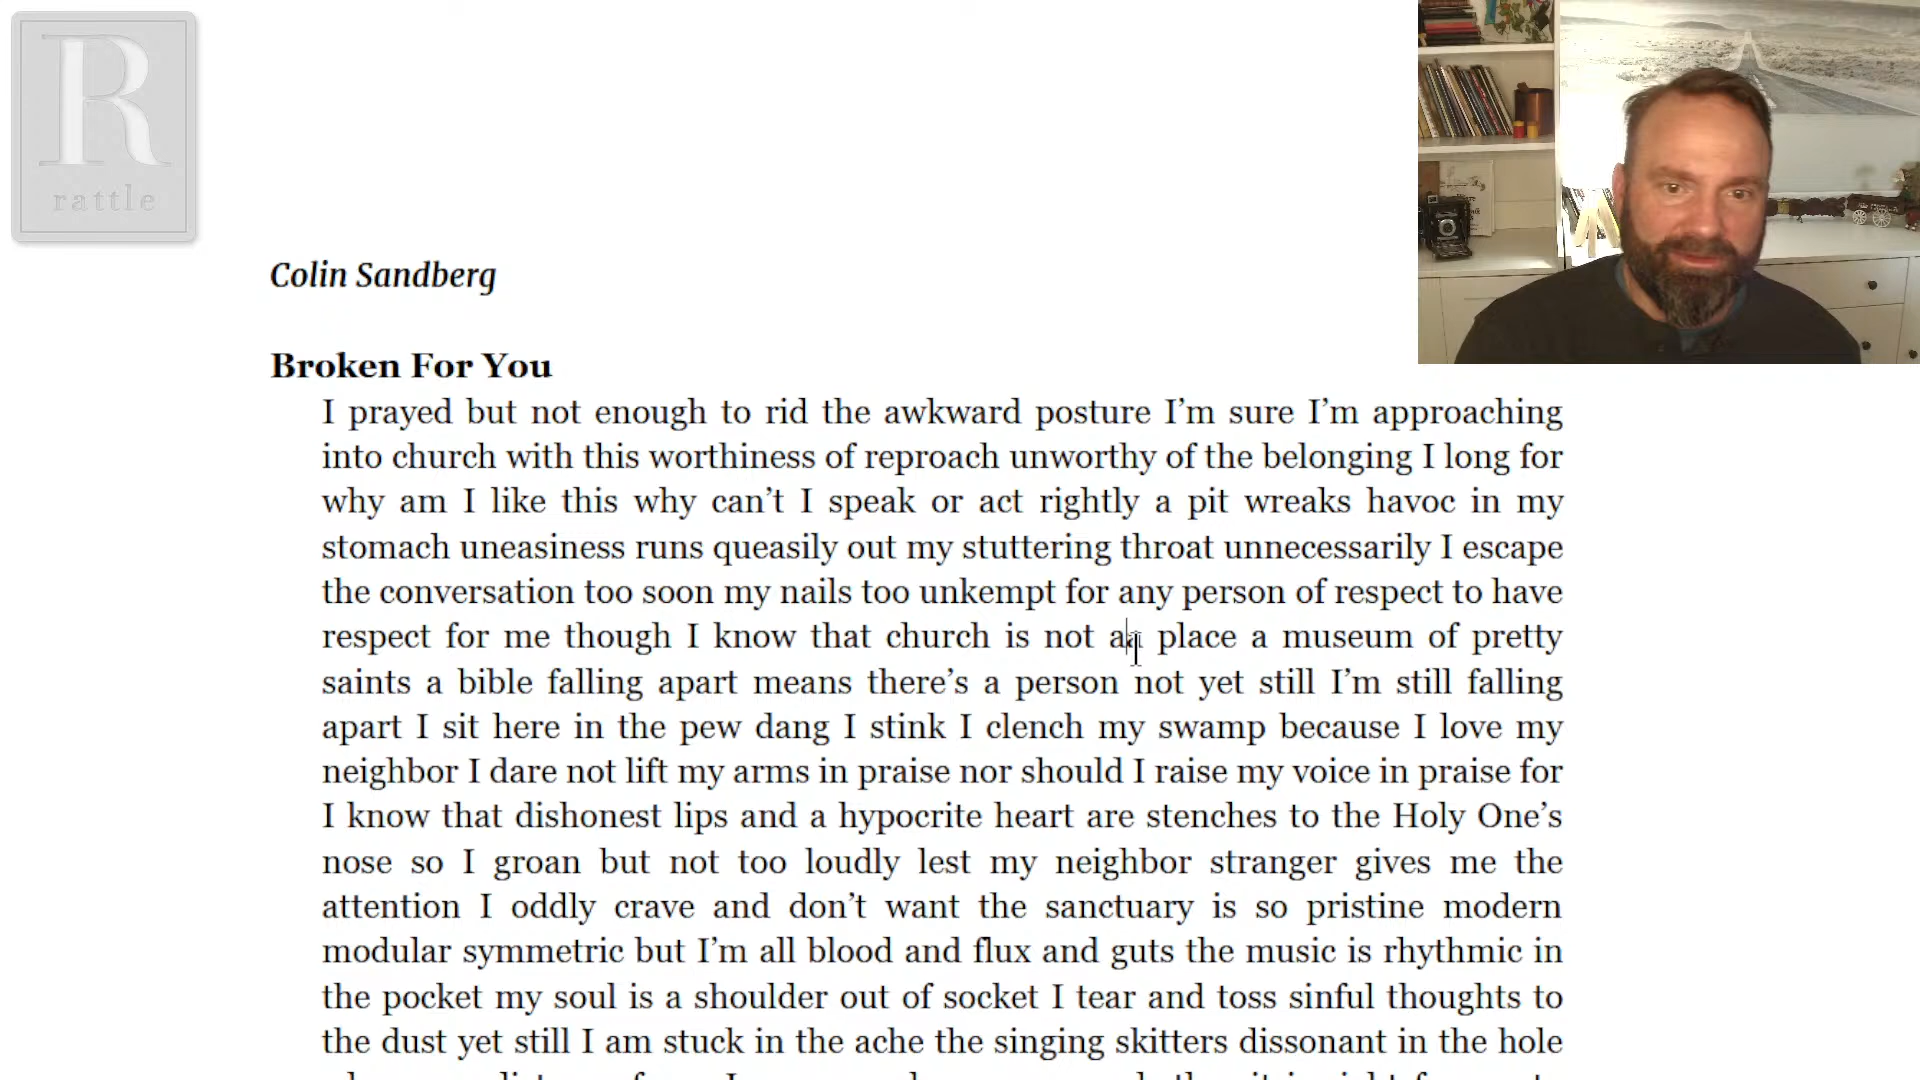 R
rattle
Colin Sandberg
Broken For You
I prayed but not enough to rid the awkward posture I'm sure I'm approaching
into church with this worthiness of reproach unworthy of the belonging I long for
why am I like this why can't I speak or act rightly a pit wreaks havoc in my
stomach uneasiness runs queasily out my stuttering throat unnecessarily I escape
the conversation too soon my nails too unkempt for any person of respect to have
respect for me though I know that church is not aa place a museum of pretty
saints a bible falling apart means there's a person not yet still I'm still falling
apart I sit here in the pew dang I stink I clench my swamp because I love my
neighbor I dare not lift my arms in praise nor should I raise my voice in praise for
I know that dishonest lips and a hypocrite heart are stenches to the Holy One's
nose so I groan but not too loudly lest my neighbor stranger gives me the
attention I oddly crave and don't want the sanctuary is so pristine modern
modular symmetric but I'm all blood and flux and guts the music is rhythmic in
the pocket my soul is a shoulder out of socket I tear and toss sinful thoughts to
the dust yet still I am stuck in the ache the singing skitters dissonant in the hole